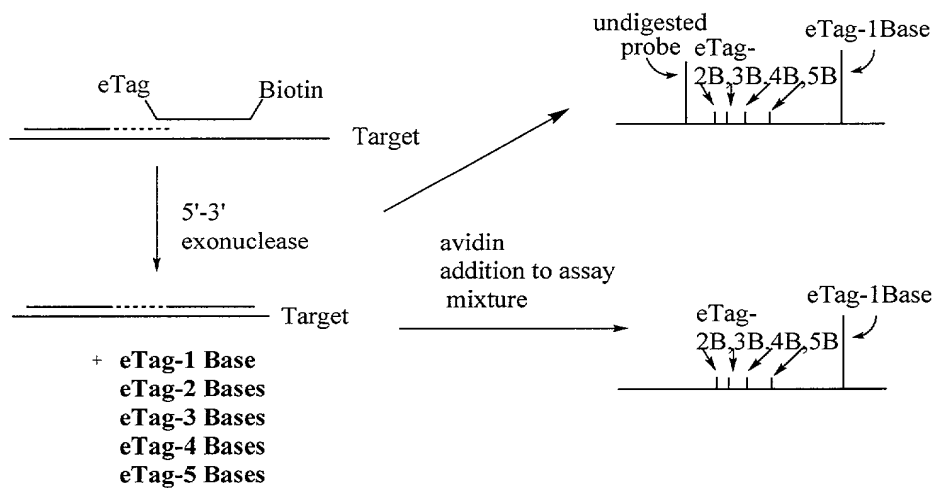 eTag
Biotin
Target
5'-3'
exonuclease
Target
+ eTag-1 Base
eTag-2 Bases
eTag-3 Bases
eTag-4 Bases
eTag-5 Bases
avidin
addition to assay
mixture
undigested
probe
eTag-
2B,3B,4B,5B
eTag-1Base
eTag-
2B,3B,4B,5B
eTag-1Base